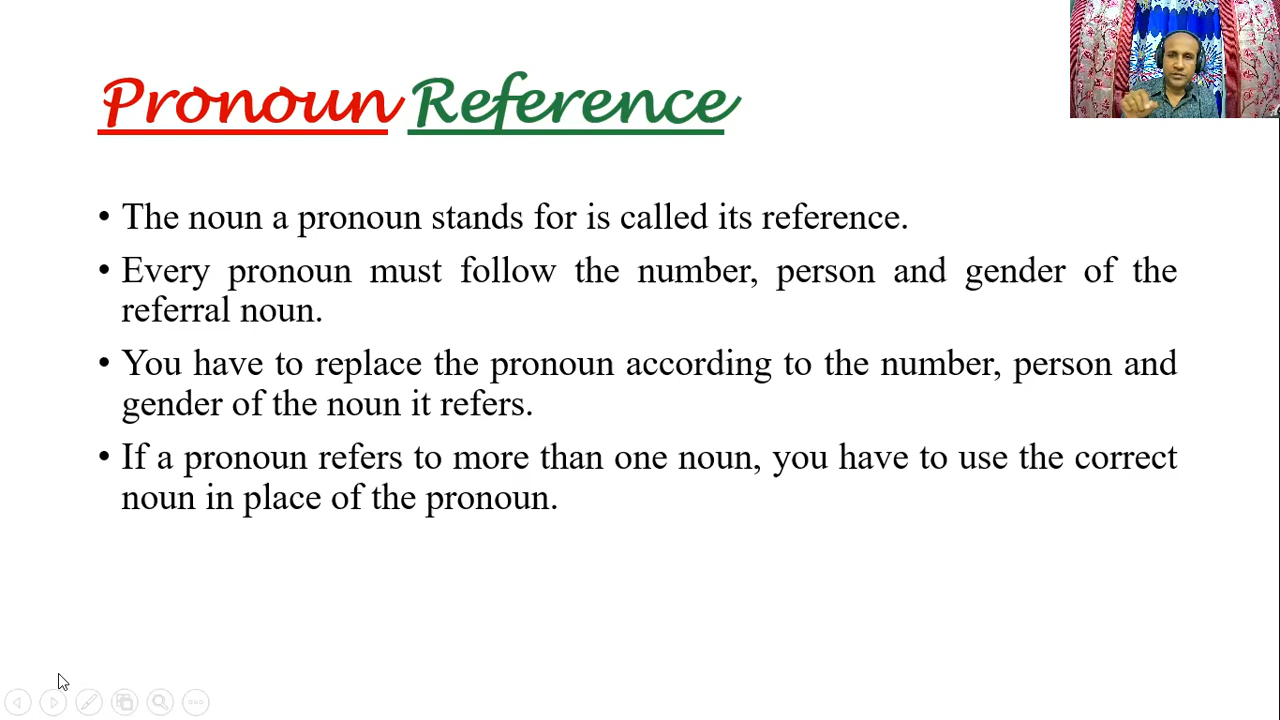 Pronoun Reference
• The noun a pronoun stands for is called its reference.
• Every pronoun must follow the number, person and gender of the
referral noun.
• You have to replace the pronoun according to the number, person and
gender of the noun it refers.
• If a pronoun refers to more than one noun, you have to use the correct
noun in place of the pronoun.